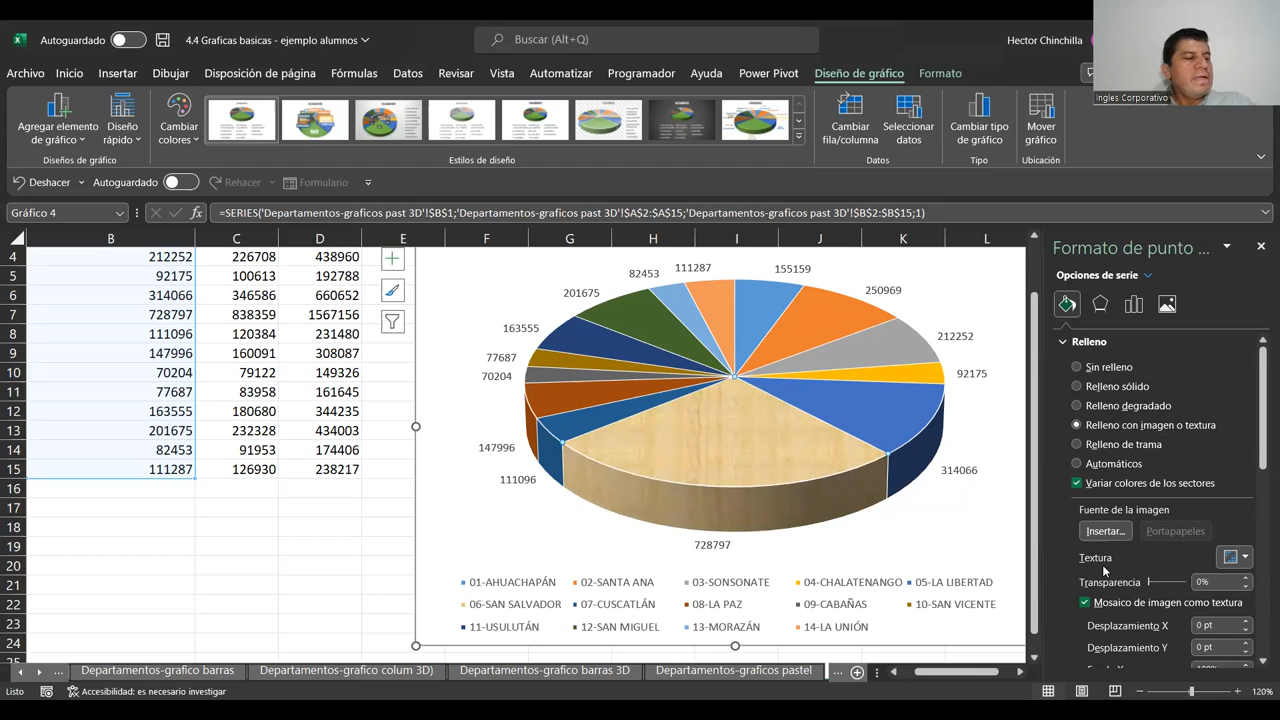 Autoguardado
4.4 Graficas basicas - ejemplo alumnos
Buscar (Alt+Q)
Hector Chinchilla
Ingles Corporativo
Archivo Inicio Insertar Dibujar Disposición de página Fórmulas Datos Revisar Vista Automatizar Programador Ayuda Power Pivot Diseño de gráfico Formato
Agregar elemento de gráfico
Diseño rápido
Cambiar colores
Cambiar fila/columna
Seleccionar datos
Cambiar tipo de gráfico
Mover gráfico
Diseños de gráfico Estilos de diseño Datos Tipo Ubicación
Deshacer Autoguardado Rehacer Formulario
Gráfico 4 fx =SERIES('Departamentos-graficos past 3D'!$B$1;'Departamentos-graficos past 3D'!$A$2:$A$15;'Departamentos-graficos past 3D'!$B$2:$B$15;1)
B C D E F G H I J K L
4 212252 226708 438960
5 92175 100613 192788
6 314066 346586 660652
7 728797 838359 1567156
8 111096 120384 231480
9 147996 160091 308087
10 70204 79122 149326
11 77687 83958 161645
12 163555 180680 344235
13 201675 232328 434003
14 82453 91953 174406
15 111287 126930 238217
16
17
18
19
20
21
22
23
24
25
155159
250969
212252
92175
314066
728797
111096
147996
70204
77687
163555
201675
82453
111287
01-AHUACHAPÁN 02-SANTA ANA 03-SONSONATE 04-CHALATENANGO 05-LA LIBERTAD
06-SAN SALVADOR 07-CUSCATLÁN 08-LA PAZ 09-CABAÑAS 10-SAN VICENTE
11-USULUTÁN 12-SAN MIGUEL 13-MORAZÁN 14-LA UNIÓN
Formato de punto ...
Opciones de serie
Relleno
Sin relleno
Relleno sólido
Relleno degradado
Relleno con imagen o textura
Relleno de trama
Automáticos
Variar colores de los sectores
Fuente de la imagen
Insertar... Portapapeles
Textura
Transparencia 0%
Mosaico de imagen como textura
Desplazamiento X 0 pt
Desplazamiento Y 0 pt
... Departamentos-grafico barras Departamentos-grafico colum 3D) Departamentos-grafico barras 3D Departamentos-graficos pastel ...
Listo Accesibilidad: es necesario investigar 120%